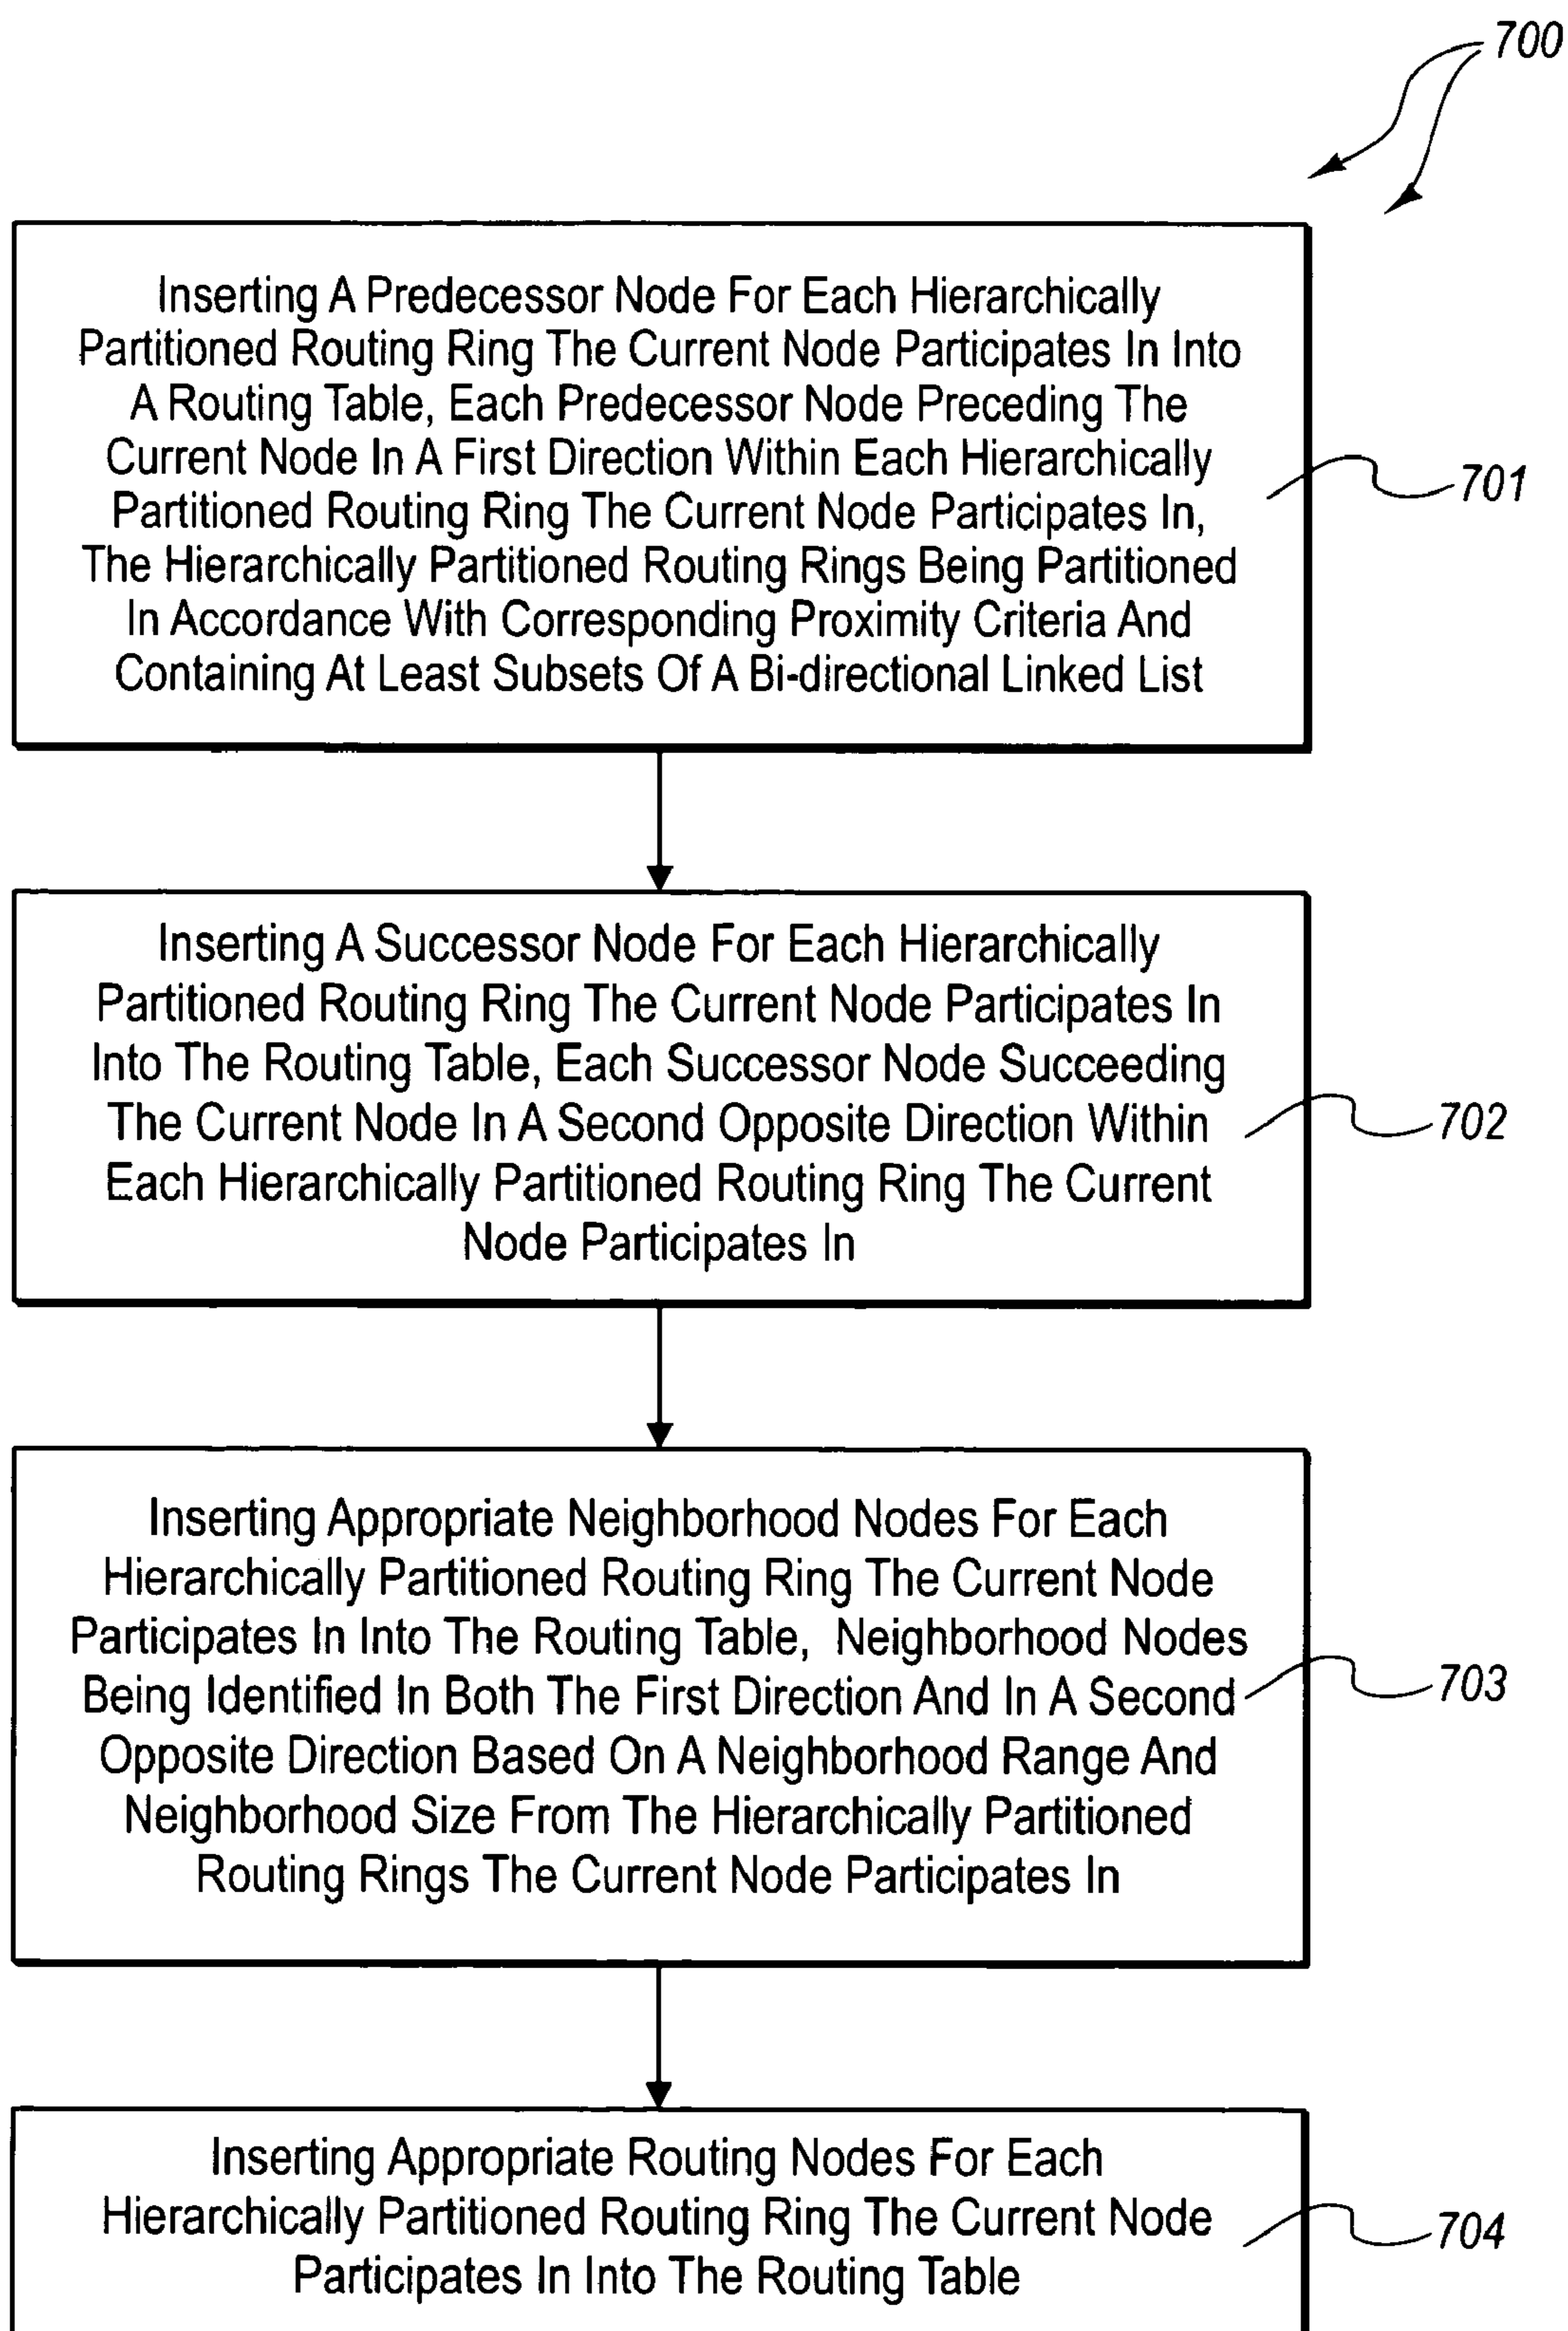 700
Inserting A Predecessor Node For Each Hierarchically
Partitioned Routing Ring The Current Node Participates In Into
A Routing Table, Each Predecessor Node Preceding The
Current Node In A First Direction Within Each Hierarchically
Partitioned Routing Ring The Current Node Participates In,
The Hierarchically Partitioned Routing Rings Being Partitioned
In Accordance With Corresponding Proximity Criteria And
Containing At Least Subsets Of A Bi-directional Linked List
701
Inserting A Successor Node For Each Hierarchically
Partitioned Routing Ring The Current Node Participates In
Into The Routing Table, Each Successor Node Succeeding
The Current Node In A Second Opposite Direction Within
Each Hierarchically Partitioned Routing Ring The Current
Node Participates In
702
Inserting Appropriate Neighborhood Nodes For Each
Hierarchically Partitioned Routing Ring The Current Node
Participates In Into The Routing Table, Neighborhood Nodes
Being Identified In Both The First Direction And In A Second
Opposite Direction Based On A Neighborhood Range And
Neighborhood Size From The Hierarchically Partitioned
Routing Rings The Current Node Participates In
703
Inserting Appropriate Routing Nodes For Each
Hierarchically Partitioned Routing Ring The Current Node
Participates In Into The Routing Table
704